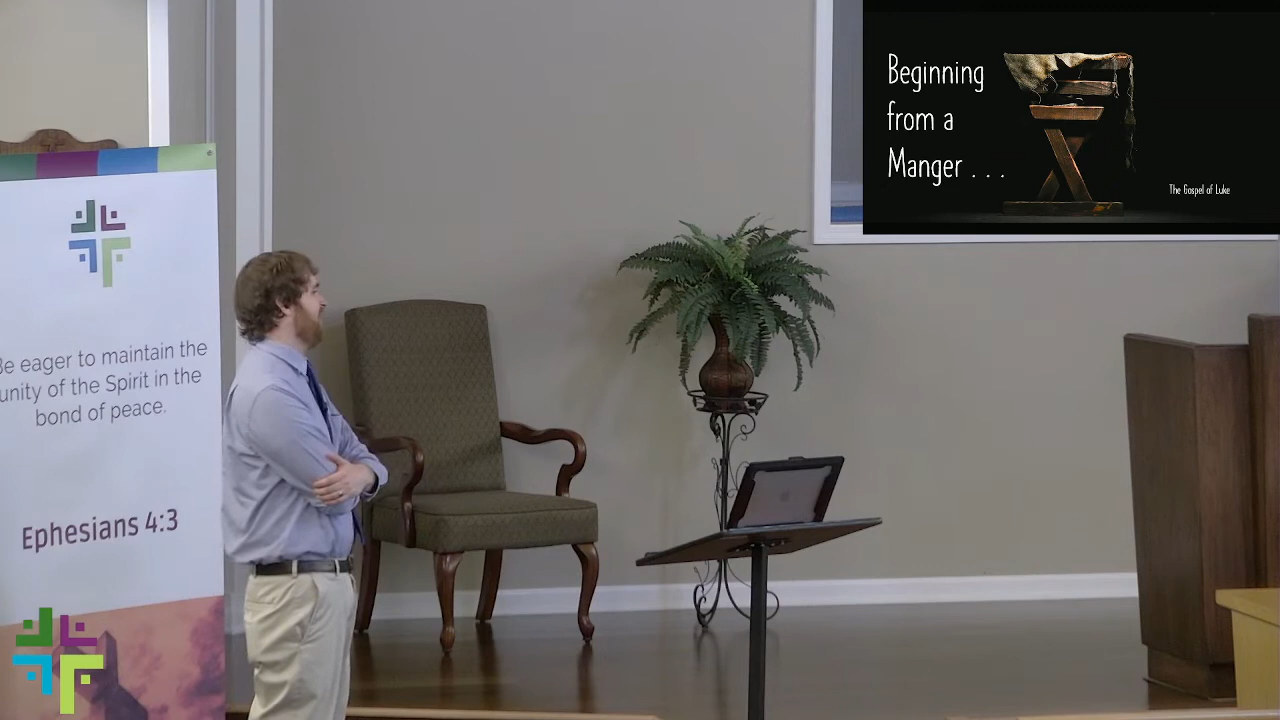 Beginning
from a
Manger . . .
The Gospel of Luke
Be eager to maintain the
unity of the Spirit in the
bond of peace.
Ephesians 4:3